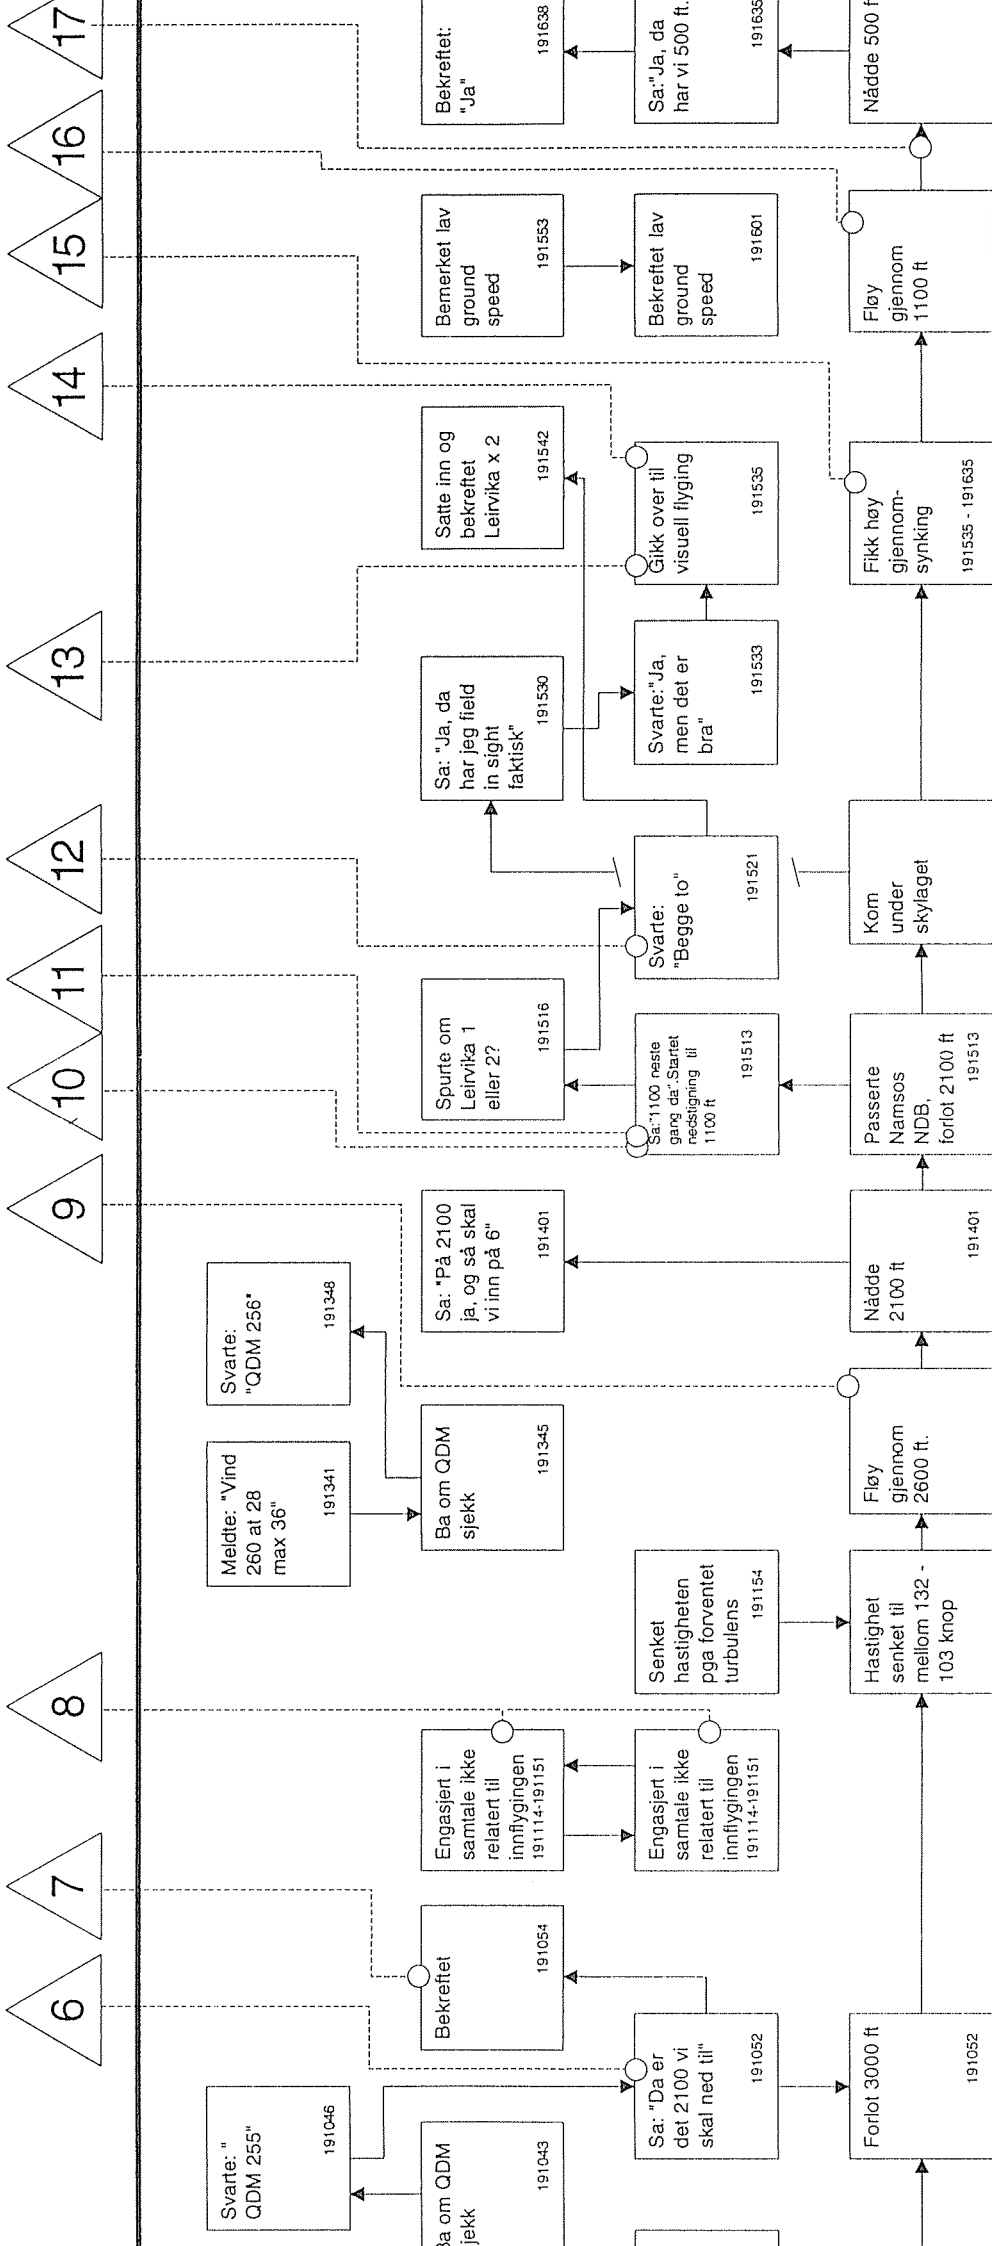 6
7
8
9
10
11
12
13
14
15
16
17
Svarte: "
QDM 255"
191046
Meldte: "Vind
260 at 28
max 36"
191341
Svarte:
"QDM 256"
191348
Ba om QDM
sjekk
191043
Bekreftet
191054
Engasjert i
samtale ikke
relatert til
innflygingen
191114-191151
Ba om QDM
sjekk
191345
Sa: "På 2100
ja, og så skal
vi inn på 6"
191401
Spurte om
Leirvika 1
eller 2?
191516
Sa: "Ja, da
har jeg field
in sight
faktisk"
191530
Satte inn og
bekreftet
Leirvika x 2
191542
Bemerket lav
ground
speed
191553
Bekreftet:
"Ja"
191638
Sa: "Da er
det 2100 vi
skal ned til"
191052
Engasjert i
samtale ikke
relatert til
innflygingen
191114-191151
Senket
hastigheten
pga forventet
turbulens
191154
Sa:"1100 neste
gang da".Startet
nedstigning til
1100 ft
191513
Svarte:
"Begge to"
191521
Svarte:"Ja,
men det er
bra"
191533
Gikk over til
visuell flyging
191535
Bekreftet lav
ground
speed
191601
Sa:"Ja, da
har vi 500 ft.
191635
Forlot 3000 ft
191052
Hastighet
senket til
mellom 132 -
103 knop
Fløy
gjennom
2600 ft.
Nådde
2100 ft
191401
Passerte
Namsos
NDB,
forlot 2100 ft
191513
Kom
under
skylaget
Fikk høy
gjennom-
synking
191535 - 191635
Fløy
gjennom
1100 ft
Nådde 500 ft